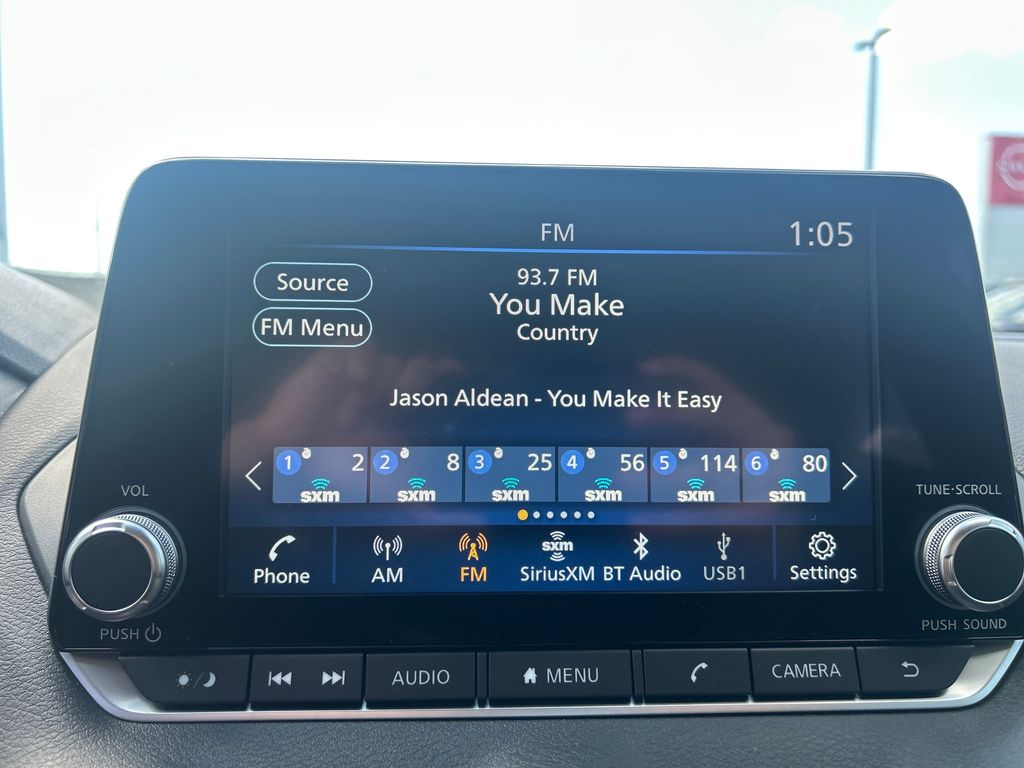 FM
1:05
Source
93.7 FM
You Make
FM Menu
Country
Jason Aldean - You Make It Easy
1 2 sxm
2 8 sxm
3 25 sxm
4 56 sxm
5 114 sxm
6 80 sxm
VOL
TUNE·SCROLL
Phone
AM
FM
sxm
SiriusXM
BT Audio
USB1
Settings
PUSH
PUSH SOUND
AUDIO
MENU
CAMERA